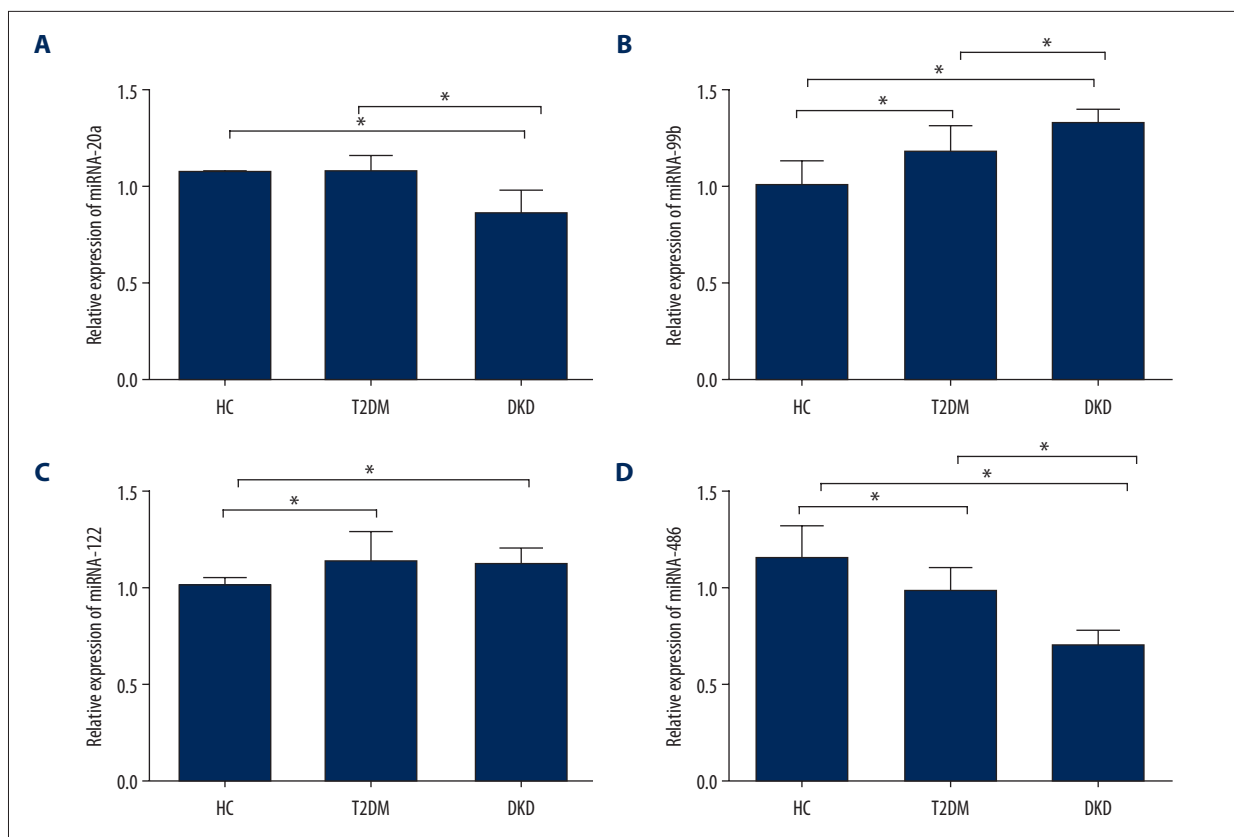 A
Relative expression of miRNA-20a
1.5
1.0
0.5
0.0
*
*
HC T2DM DKD
B
Relative expression of miRNA-99b
1.5
1.0
0.5
0.0
*
*
*
HC T2DM DKD
C
Relative expression of miRNA-122
1.5
1.0
0.5
0.0
*
*
HC T2DM DKD
D
Relative expression of miRNA-486
1.5
1.0
0.5
0.0
*
*
*
HC T2DM DKD